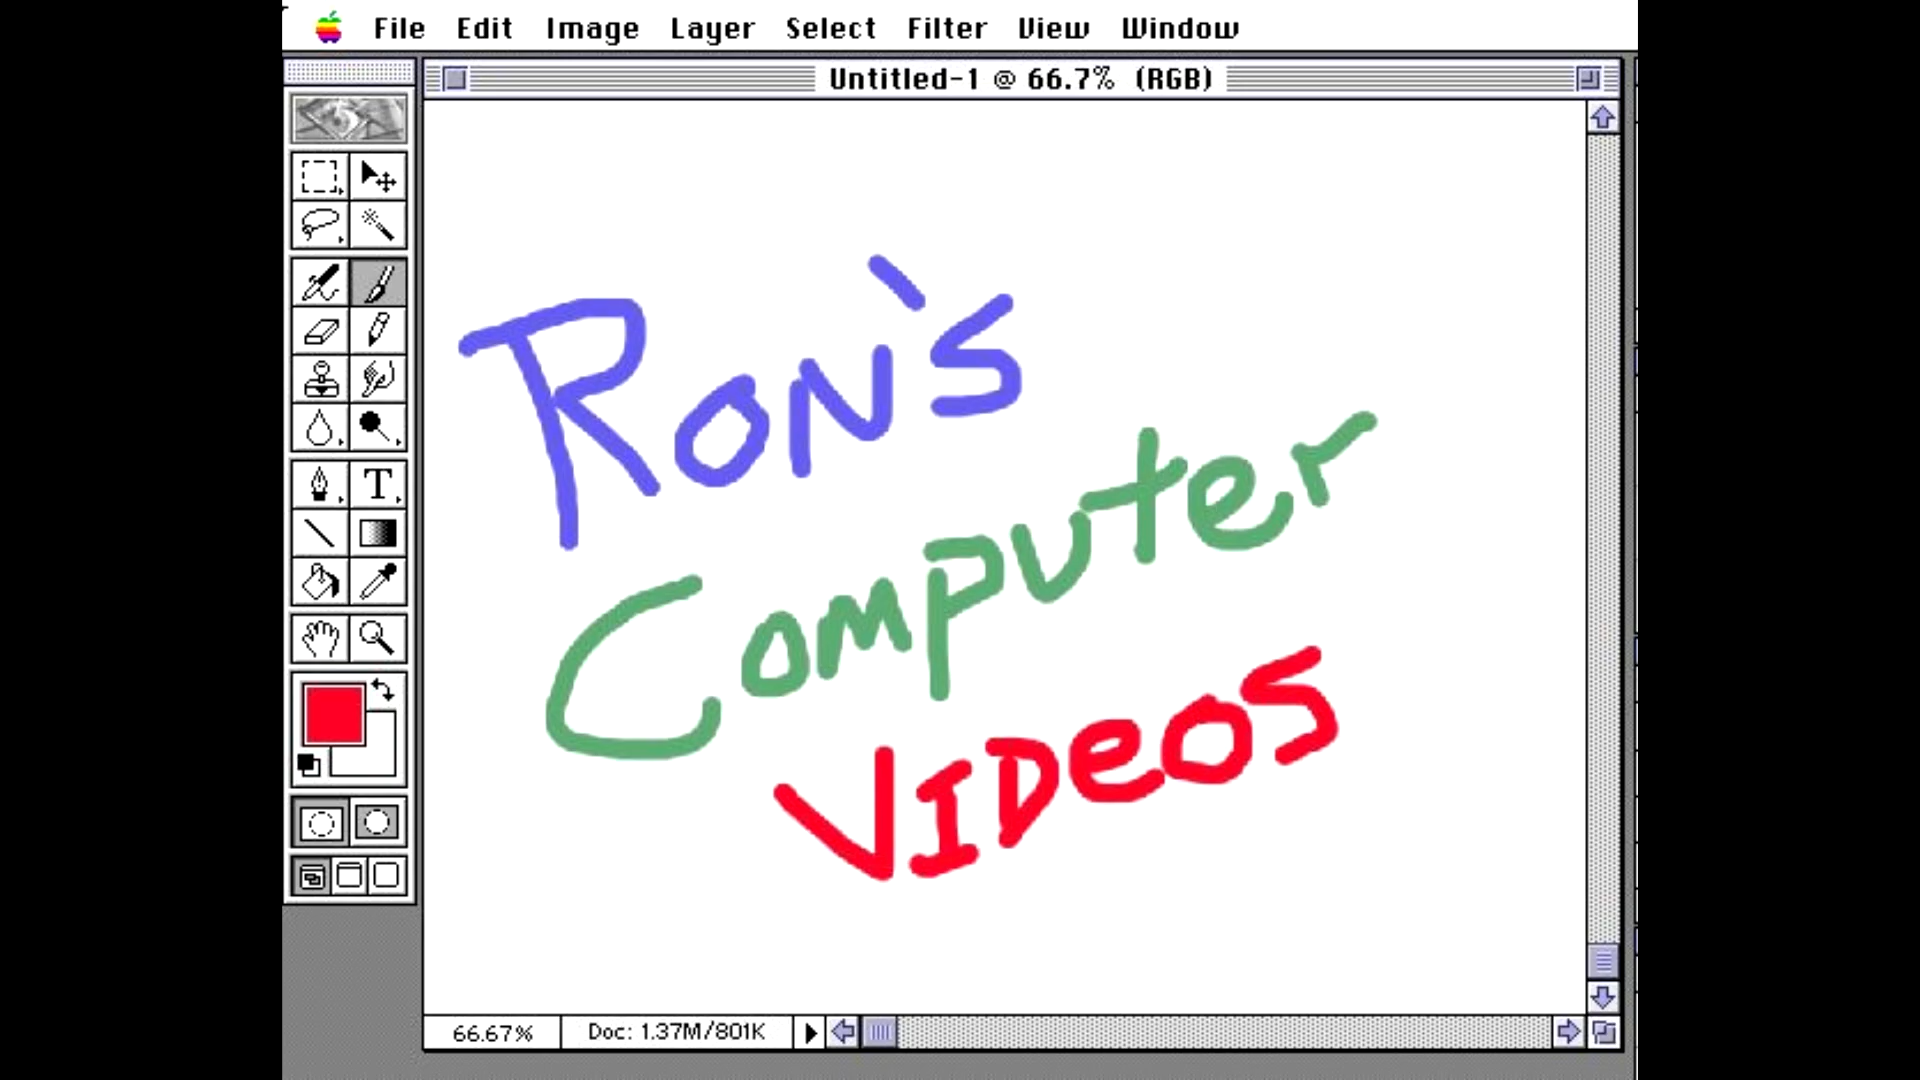 File Edit Image Layer Select Filter View Window
Untitled-1 @ 66.7% (RGB)
T
Ron's
Computer
VIDeos
66.67% Doc: 1.37M/801K